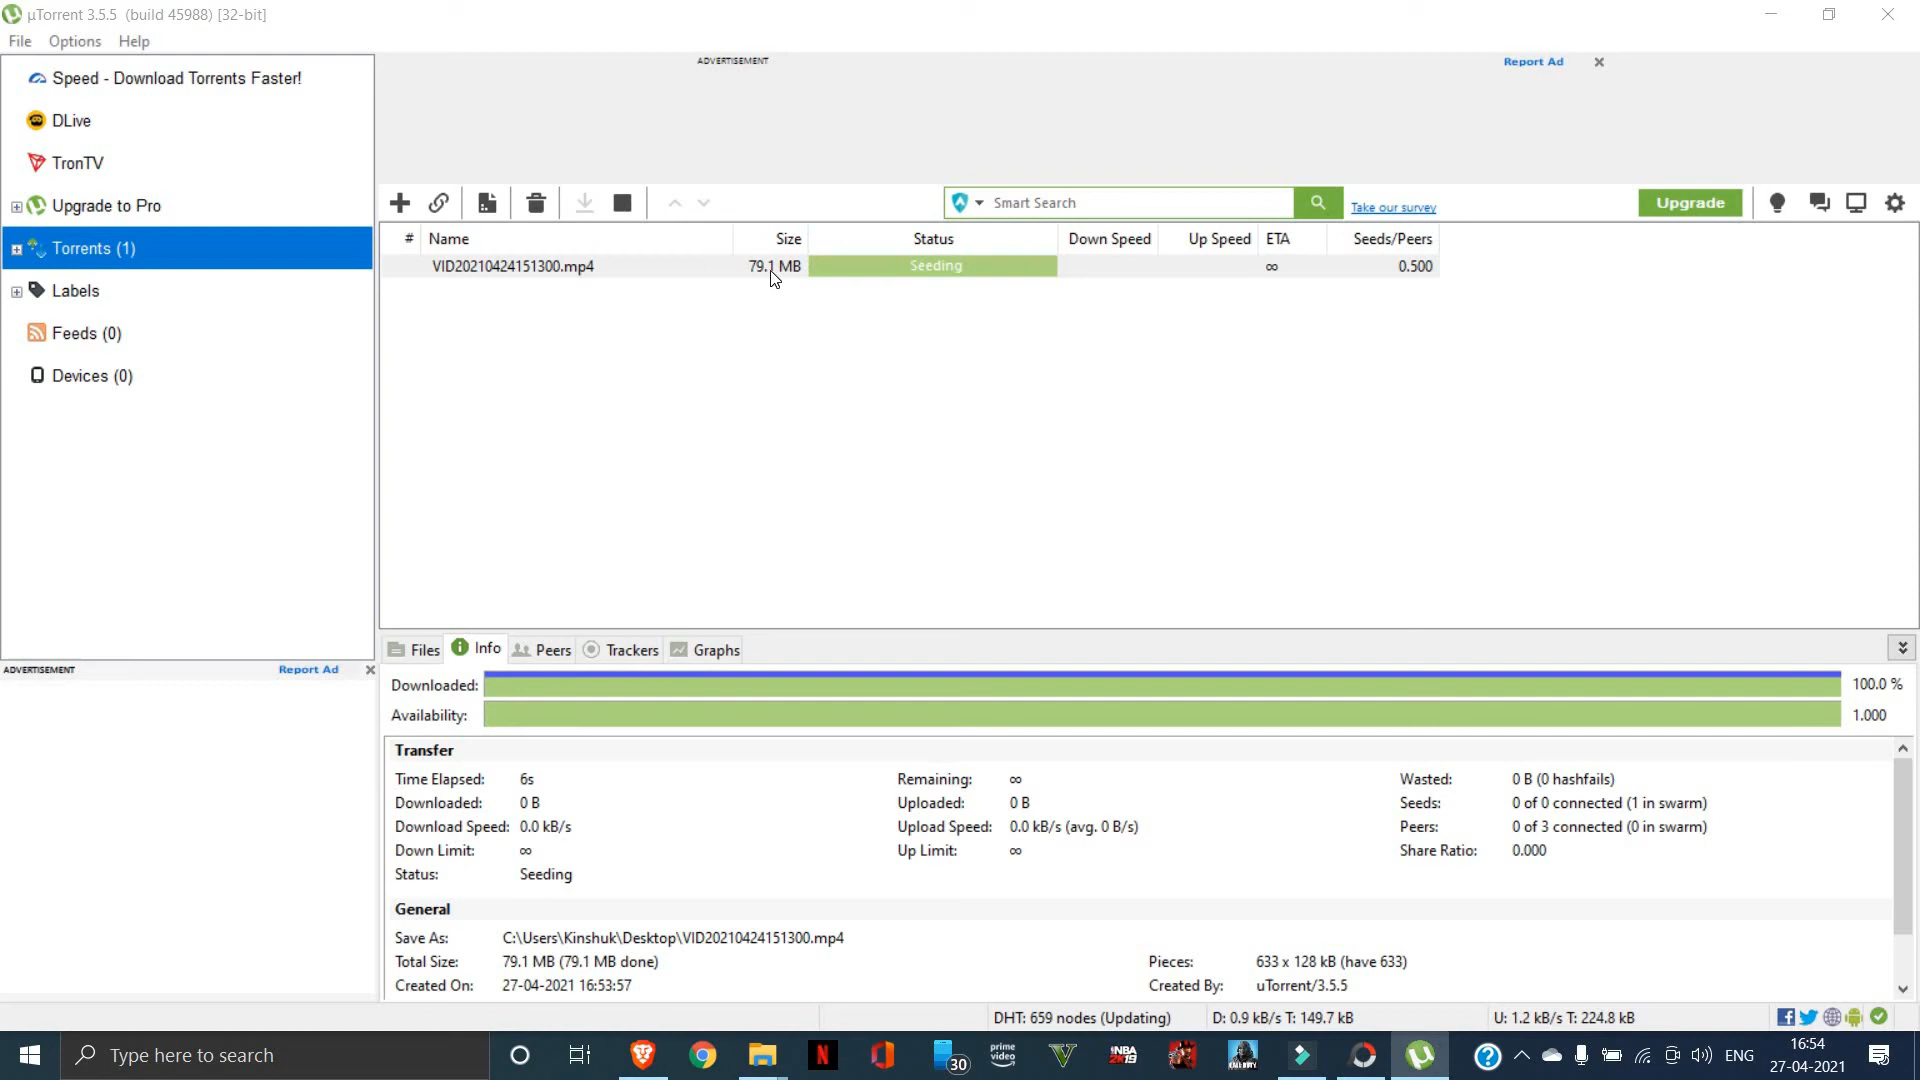 µTorrent 3.5.5 (build 45988) [32-bit]
File Options Help
Speed - Download Torrents Faster!
DLive
TronTV
Upgrade to Pro
Torrents (1)
Labels
Feeds (0)
Devices (0)
ADVERTISEMENT Report Ad
ADVERTISEMENT Report Ad
Smart Search
Take our survey
Upgrade
# Name Size Status Down Speed Up Speed ETA Seeds/Peers
VID20210424151300.mp4 79.1 MB Seeding ∞ 0.500
Files Info Peers Trackers Graphs
Downloaded: 100.0 %
Availability: 1.000
Transfer
Time Elapsed: 6s Remaining: ∞ Wasted: 0 B (0 hashfails)
Downloaded: 0 B Uploaded: 0 B Seeds: 0 of 0 connected (1 in swarm)
Download Speed: 0.0 kB/s Upload Speed: 0.0 kB/s (avg. 0 B/s) Peers: 0 of 3 connected (0 in swarm)
Down Limit: ∞ Up Limit: ∞ Share Ratio: 0.000
Status: Seeding
General
Save As: C:\Users\Kinshuk\Desktop\VID20210424151300.mp4
Total Size: 79.1 MB (79.1 MB done) Pieces: 633 x 128 kB (have 633)
Created On: 27-04-2021 16:53:57 Created By: uTorrent/3.5.5
DHT: 659 nodes (Updating) D: 0.9 kB/s T: 149.7 kB U: 1.2 kB/s T: 224.8 kB
Type here to search
30
prime video
NBA 2K19
ENG
16:54
27-04-2021